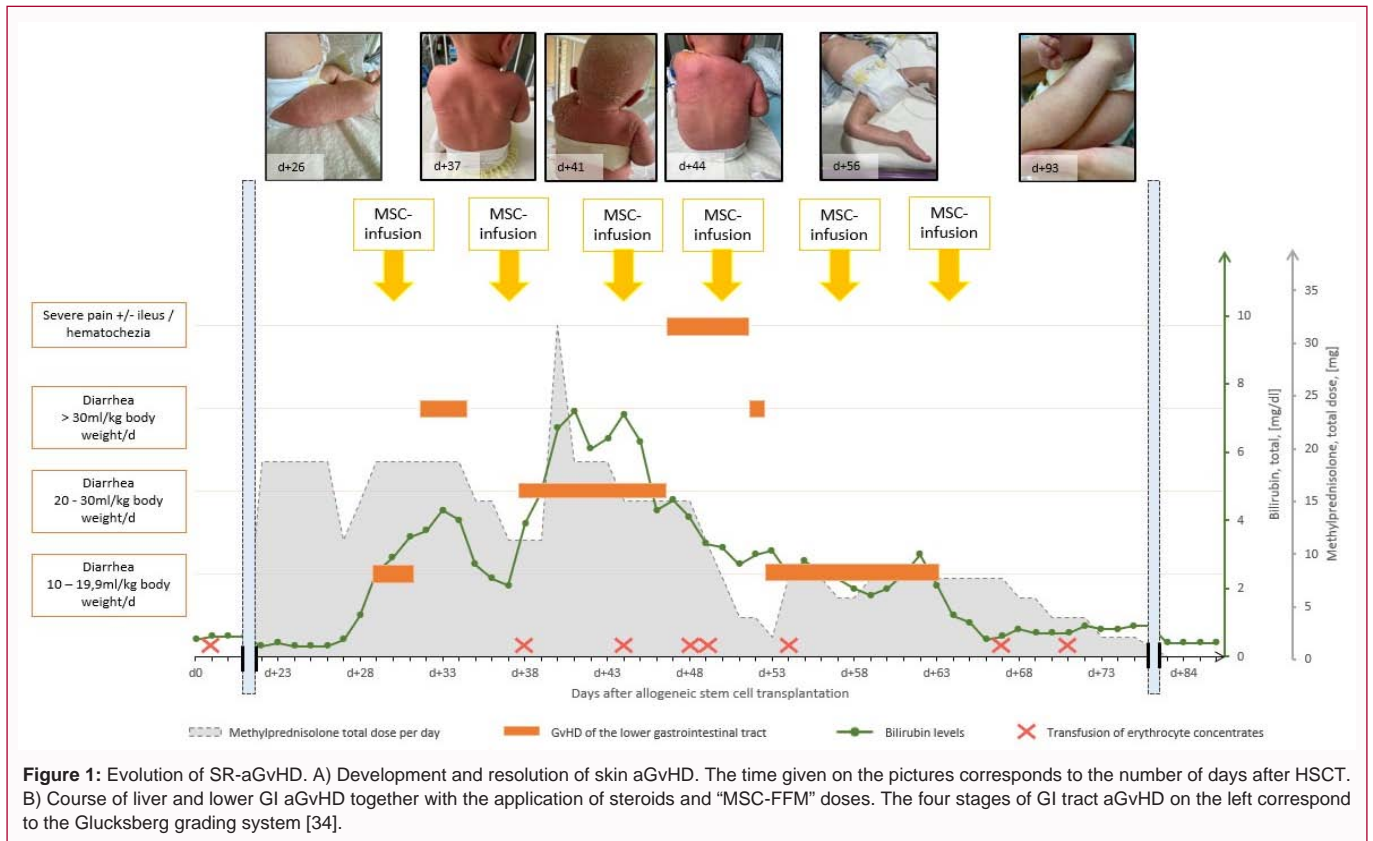 d+26
d+37
d+41
d+44
d+56
d+93
MSC-
infusion
MSC-
infusion
MSC-
infusion
MSC-
infusion
MSC-
infusion
MSC-
infusion
Severe pain +/- ileus /
hematochezia
Diarrhea
> 30ml/kg body
weight/d
Diarrhea
20 - 30ml/kg body
weight/d
Diarrhea
10 – 19,9ml/kg body
weight/d
10
8
6
4
2
0
Bilirubin, total, [mg/dl]
35
30
25
20
15
10
5
0
Methylprednisolone, total dose, [mg]
d0
d+23
d+28
d+33
d+38
d+43
d+48
d+53
d+58
d+63
d+68
d+73
d+84
Days after allogeneic stem cell transplantation
Methylprednisolone total dose per day
GvHD of the lower gastrointestinal tract
Bilirubin levels
Transfusion of erythrocyte concentrates
Figure 1: Evolution of SR-aGvHD. A) Development and resolution of skin aGvHD. The time given on the pictures corresponds to the number of days after HSCT.
B) Course of liver and lower GI aGvHD together with the application of steroids and “MSC-FFM” doses. The four stages of GI tract aGvHD on the left correspond
to the Glucksberg grading system [34].